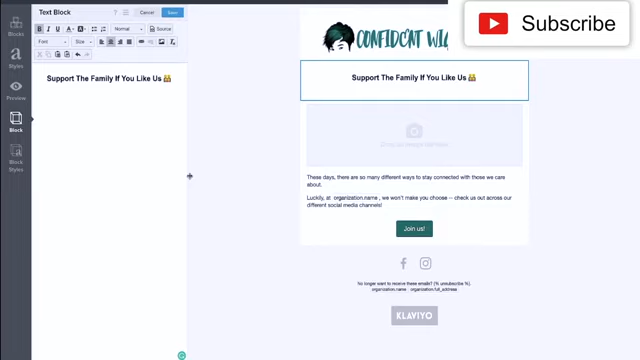 Text Block
?
Cancel
Save
Subscribe
Blocks
Styles
Preview
Block
Block
Styles
B I U A A
Normal
Source
Font
Size
CONFIDCAT WIG
Support The Family If You Like Us
Support The Family If You Like Us
These days, there are so many different ways to stay connected with those we care
about.
Luckily, at organization.name , we won't make you choose -- check us out across our
different social media channels!
Join us!
No longer want to receive these emails? {% unsubscribe %}.
organization.name organization.full_address
KLAVIYO